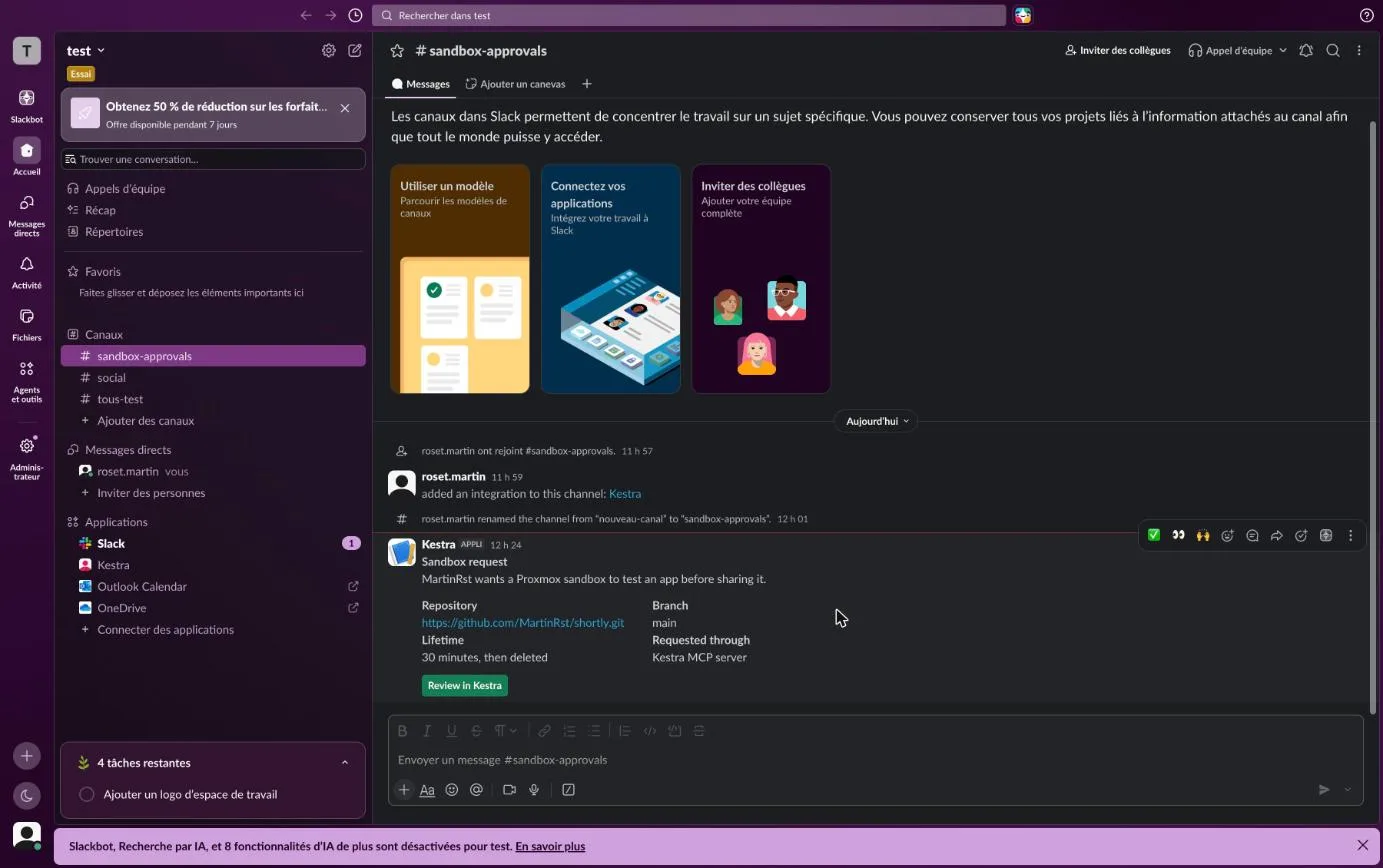 Rechercher dans test
T
test
Essai
Obtenez 50 % de réduction sur les forfait...
Offre disponible pendant 7 jours
Trouver une conversation...
Appels d'équipe
Récap
Répertoires
Favoris
Faites glisser et déposez les éléments importants ici
Canaux
# sandbox-approvals
# social
# tous-test
+ Ajouter des canaux
Messages directs
roset.martin vous
+ Inviter des personnes
Applications
Slack 1
Kestra
Outlook Calendar
OneDrive
+ Connecter des applications
4 tâches restantes
Ajouter un logo d'espace de travail
Slackbot
Accueil
Messages
directs
Activité
Fichiers
Agents
et outils
Adminis-
trateur
# sandbox-approvals
Inviter des collègues
Appel d'équipe
Messages
Ajouter un canevas
Les canaux dans Slack permettent de concentrer le travail sur un sujet spécifique. Vous pouvez conserver tous vos projets liés à l'information attachés au canal afin
que tout le monde puisse y accéder.
Utiliser un modèle
Parcourir les modèles de
canaux
Connectez vos
applications
Intégrez votre travail à
Slack
Inviter des collègues
Ajouter votre équipe
complète
Aujourd'hui
roset.martin ont rejoint #sandbox-approvals. 11 h 57
roset.martin 11 h 59
added an integration to this channel: Kestra
# roset.martin renamed the channel from "nouveau-canal" to "sandbox-approvals". 12 h 01
Kestra APPLI 12 h 24
Sandbox request
MartinRst wants a Proxmox sandbox to test an app before sharing it.
Repository
https://github.com/MartinRst/shortly.git
Branch
main
Lifetime
30 minutes, then deleted
Requested through
Kestra MCP server
Review in Kestra
Envoyer un message #sandbox-approvals
Aa
Slackbot, Recherche par IA, et 8 fonctionnalités d'IA de plus sont désactivées pour test. En savoir plus